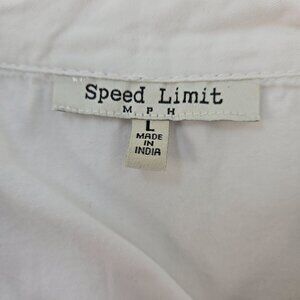 Speed Limit
M P H
L
MADE
IN
INDIA